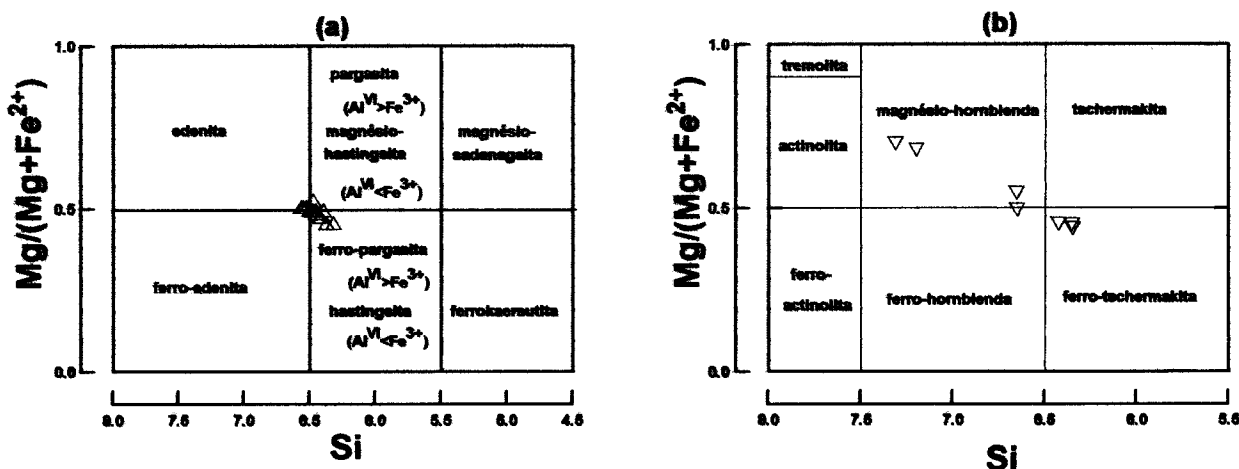 (a)
Mg/(Mg+Fe2+)
1.0
0.5
0.0
edenita
pargasita
(AlVI>Fe3+)
magnésio-
hastingsita
(AlVI<Fe3+)
magnésio-
sadanagaita
ferro-edenita
ferro-pargasita
(AlVI>Fe3+)
hastingsita
(AlVI<Fe3+)
ferrokaersutita
8.0 7.5 6.5 6.5 6.0 5.5 5.0 4.5
Si
(b)
Mg/(Mg+Fe2+)
1.0
0.5
0.0
tremolita
actinolita
magnésio-hornblenda
tschermakita
ferro-
actinolita
ferro-hornblenda
ferro-tschermakita
8.0 7.5 7.0 6.5 6.0 5.5
Si